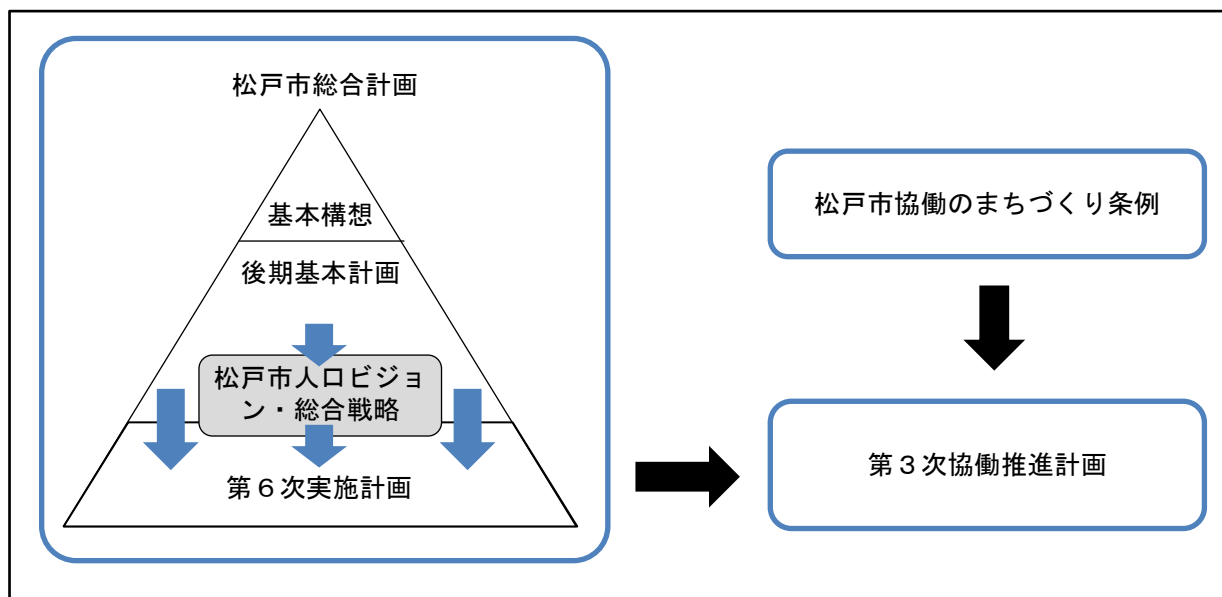 松戸市総合計画
基本構想
後期基本計画
松戸市人口ビジョ
ン・総合戦略
第６次実施計画
松戸市協働のまちづくり条例
第３次協働推進計画